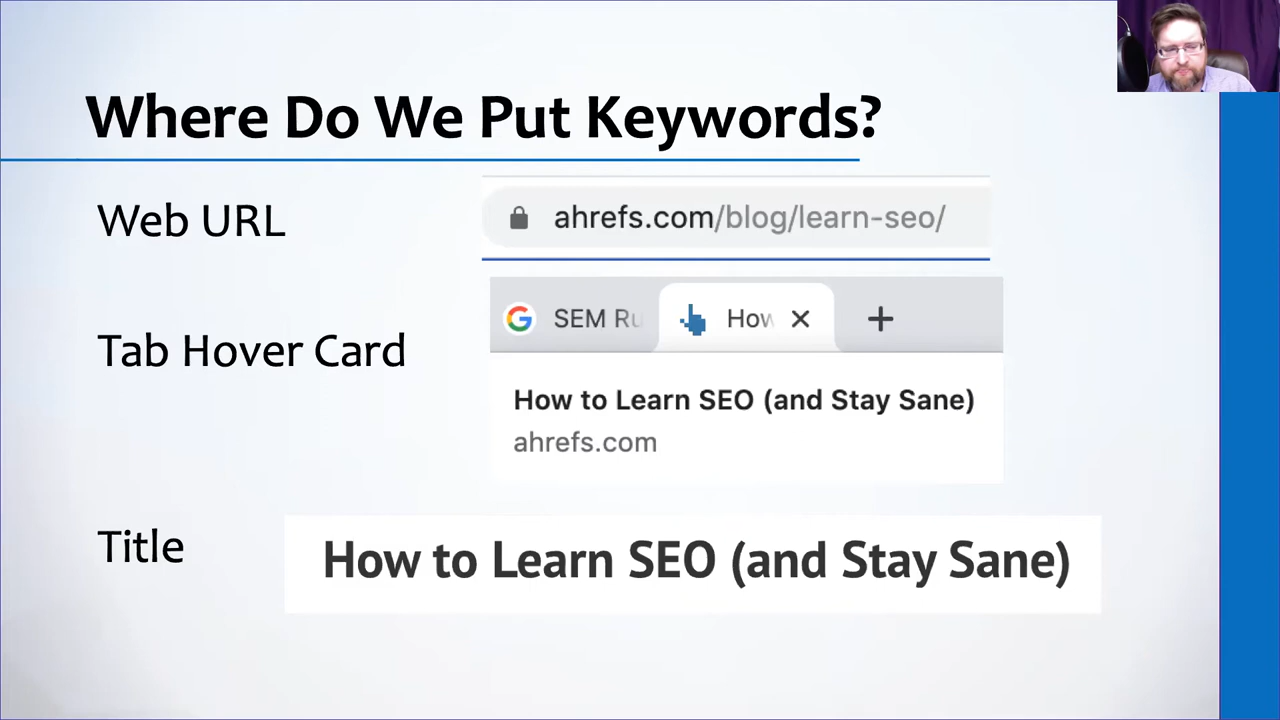 Where Do We Put Keywords?
Web URL
ahrefs.com/blog/learn-seo/
Tab Hover Card
SEM Ru
How
How to Learn SEO (and Stay Sane)
ahrefs.com
Title
How to Learn SEO (and Stay Sane)